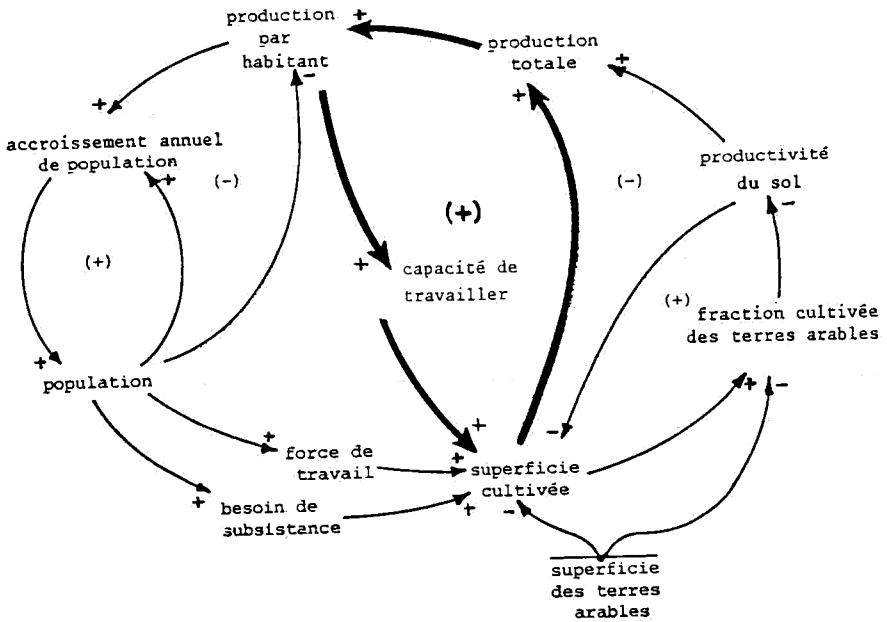 production
par
habitant
+
-
+
production
totale
+
+
+
accroissement annuel
de population
+
(-)
(+)
+
population
(+)
+
capacité de
travailler
(-)
productivité
du sol
-
(+)
fraction cultivée
des terres arables
+
-
+
force de
travail
+
besoin de
subsistance
+
+
+
-
-
superficie
cultivée
superficie
des terres
arables